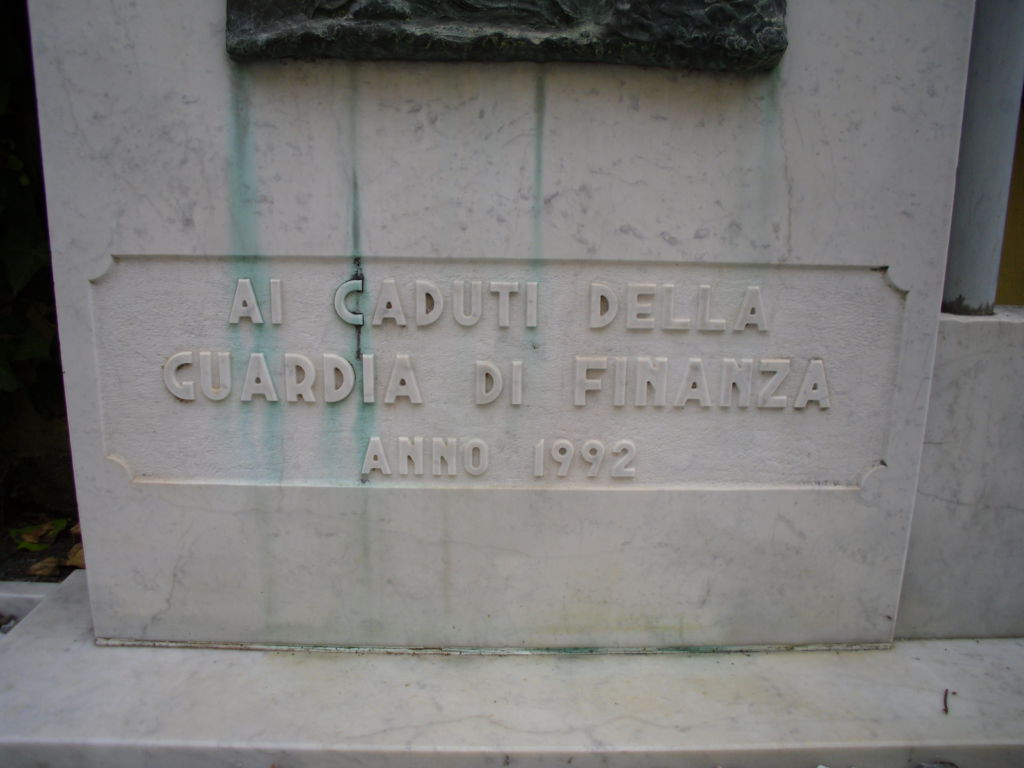 AI CADUTI DELLA
GUARDIA DI FINANZA
ANNO 1992